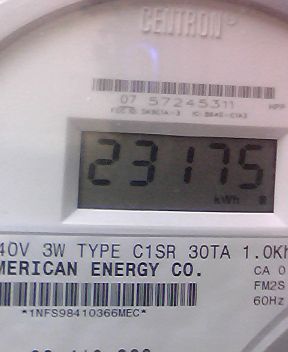 CENTRON
07 57245311
23175
kWh
40V 3W TYPE C1SR 30TA 1.0Kh
MERICAN ENERGY CO.
CA 0
FM2S
60Hz
*1NFS98410366MEC*